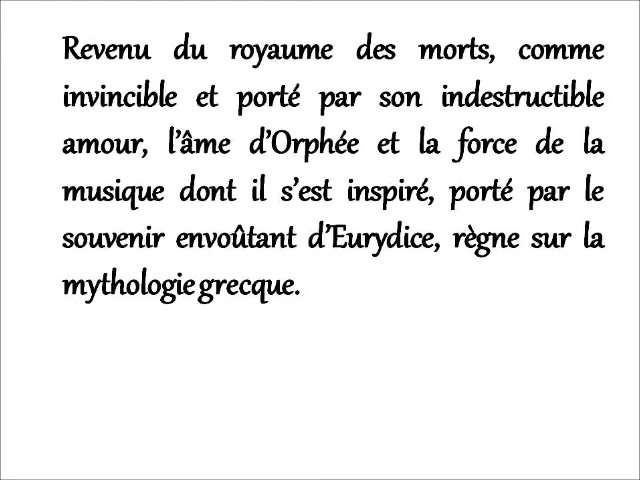 Revenu du royaume des morts, comme
invincible et porté par son indestructible
amour, l’âme d’Orphée et la force de la
musique dont il s’est inspiré, porté par le
souvenir envoûtant d’Eurydice, règne sur la
mythologie grecque.